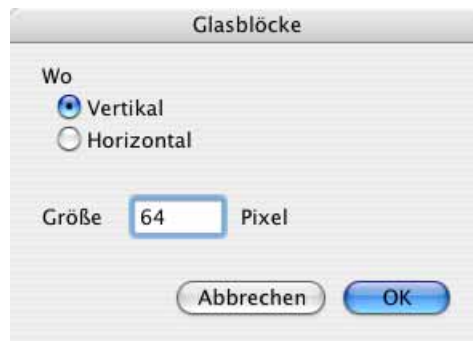 Glasblöcke
Wo
Vertikal
Horizontal
Größe 64 Pixel
Abbrechen OK